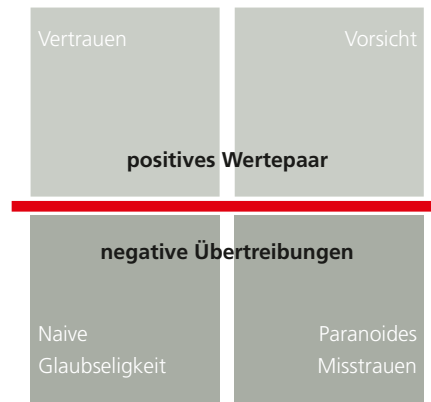 Vertrauen
Vorsicht
positives Wertepaar
negative Übertreibungen
Naive
Glaubseligkeit
Paranoides
Misstrauen